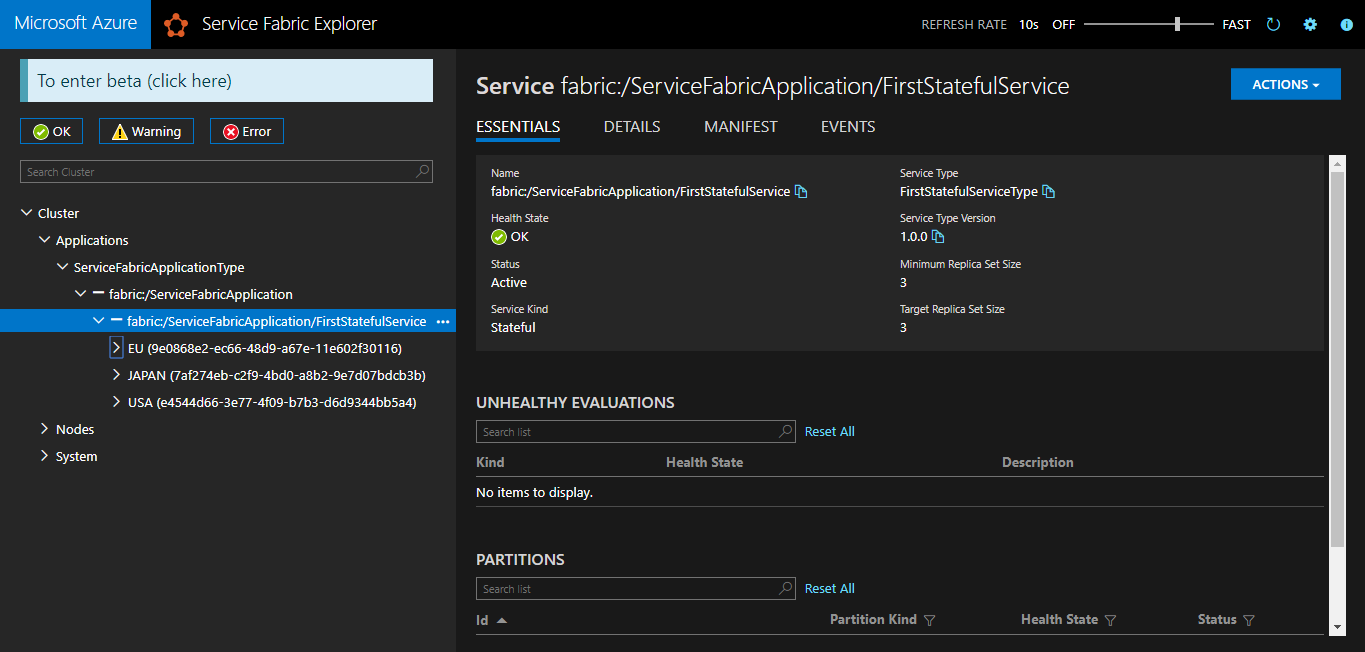 Microsoft Azure
Service Fabric Explorer
REFRESH RATE 10s OFF FAST
To enter beta (click here)
OK Warning Error
Search Cluster
Cluster
Applications
ServiceFabricApplicationType
fabric:/ServiceFabricApplication
fabric:/ServiceFabricApplication/FirstStatefulService
EU (9e0868e2-ec66-48d9-a67e-11e602f30116)
JAPAN (7af274eb-c2f9-4bd0-a8b2-9e7d07bdcb3b)
USA (e4544d66-3e77-4f09-b7b3-d6d9344bb5a4)
Nodes
System
Service fabric:/ServiceFabricApplication/FirstStatefulService
ACTIONS
ESSENTIALS DETAILS MANIFEST EVENTS
Name
fabric:/ServiceFabricApplication/FirstStatefulService
Health State
OK
Status
Active
Service Kind
Stateful
Service Type
FirstStatefulServiceType
Service Type Version
1.0.0
Minimum Replica Set Size
3
Target Replica Set Size
3
UNHEALTHY EVALUATIONS
Search list Reset All
Kind Health State Description
No items to display.
PARTITIONS
Search list Reset All
Id Partition Kind Health State Status